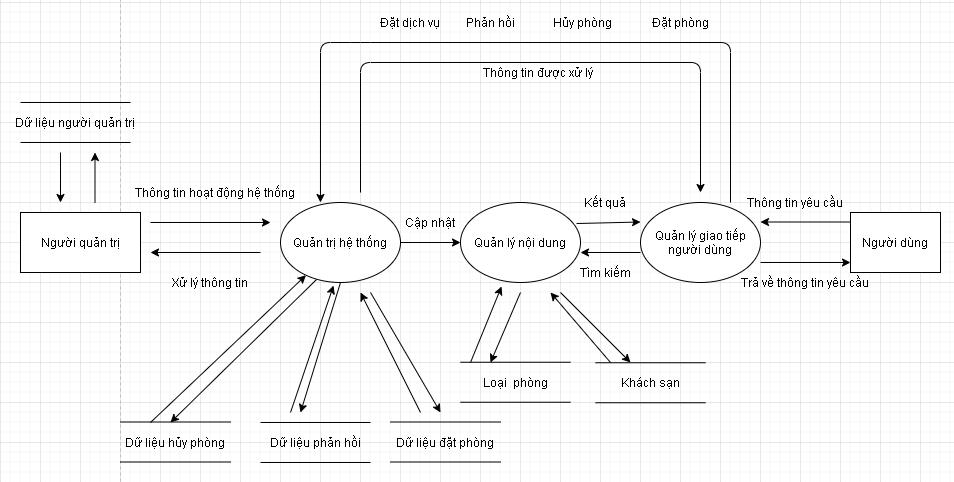 Đặt dịch vụ Phản hồi Hủy phòng Đặt phòng
Thông tin được xử lý
Dữ liệu người quản trị
Thông tin hoạt động hệ thống
Người quản trị
Xử lý thông tin
Quản trị hệ thống
Cập nhật
Quản lý nội dung
Kết quả
Tìm kiếm
Quản lý giao tiếp
người dùng
Thông tin yêu cầu
Người dùng
Trả về thông tin yêu cầu
Loại phòng
Khách sạn
Dữ liệu hủy phòng
Dữ liệu phản hồi
Dữ liệu đặt phòng